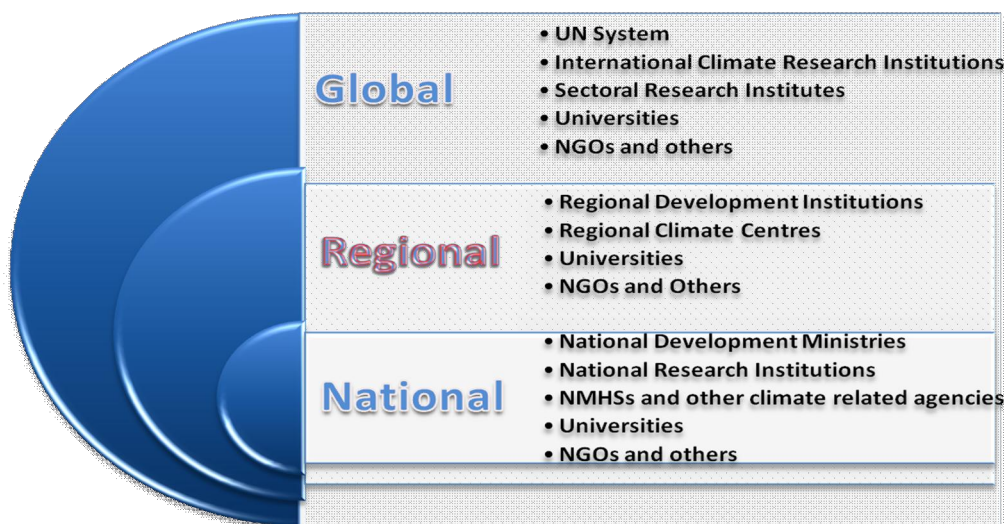 Global
• UN System
• International Climate Research Institutions
• Sectoral Research Institutes
• Universities
• NGOs and others
Regional
• Regional Development Institutions
• Regional Climate Centres
• Universities
• NGOs and Others
National
• National Development Ministries
• National Research Institutions
• NMHSs and other climate related agencies
• Universities
• NGOs and others